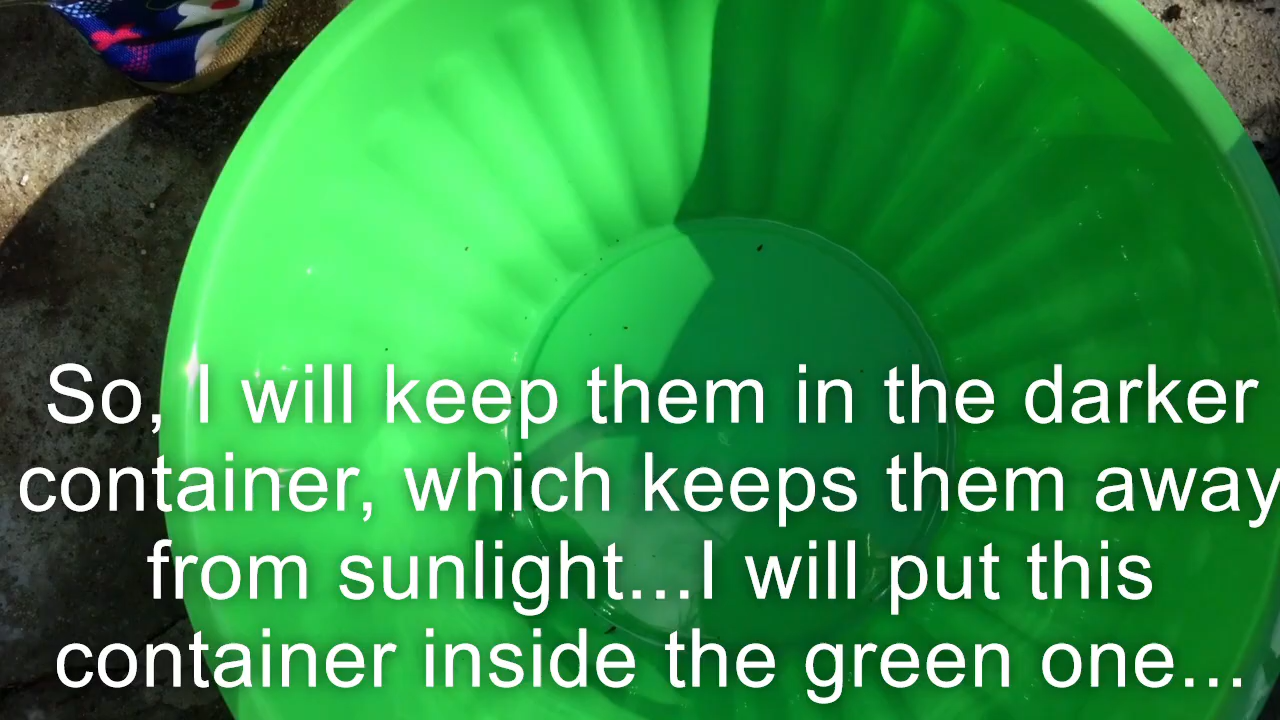 So, I will keep them in the darker
container, which keeps them away
from sunlight...I will put this
container inside the green one...